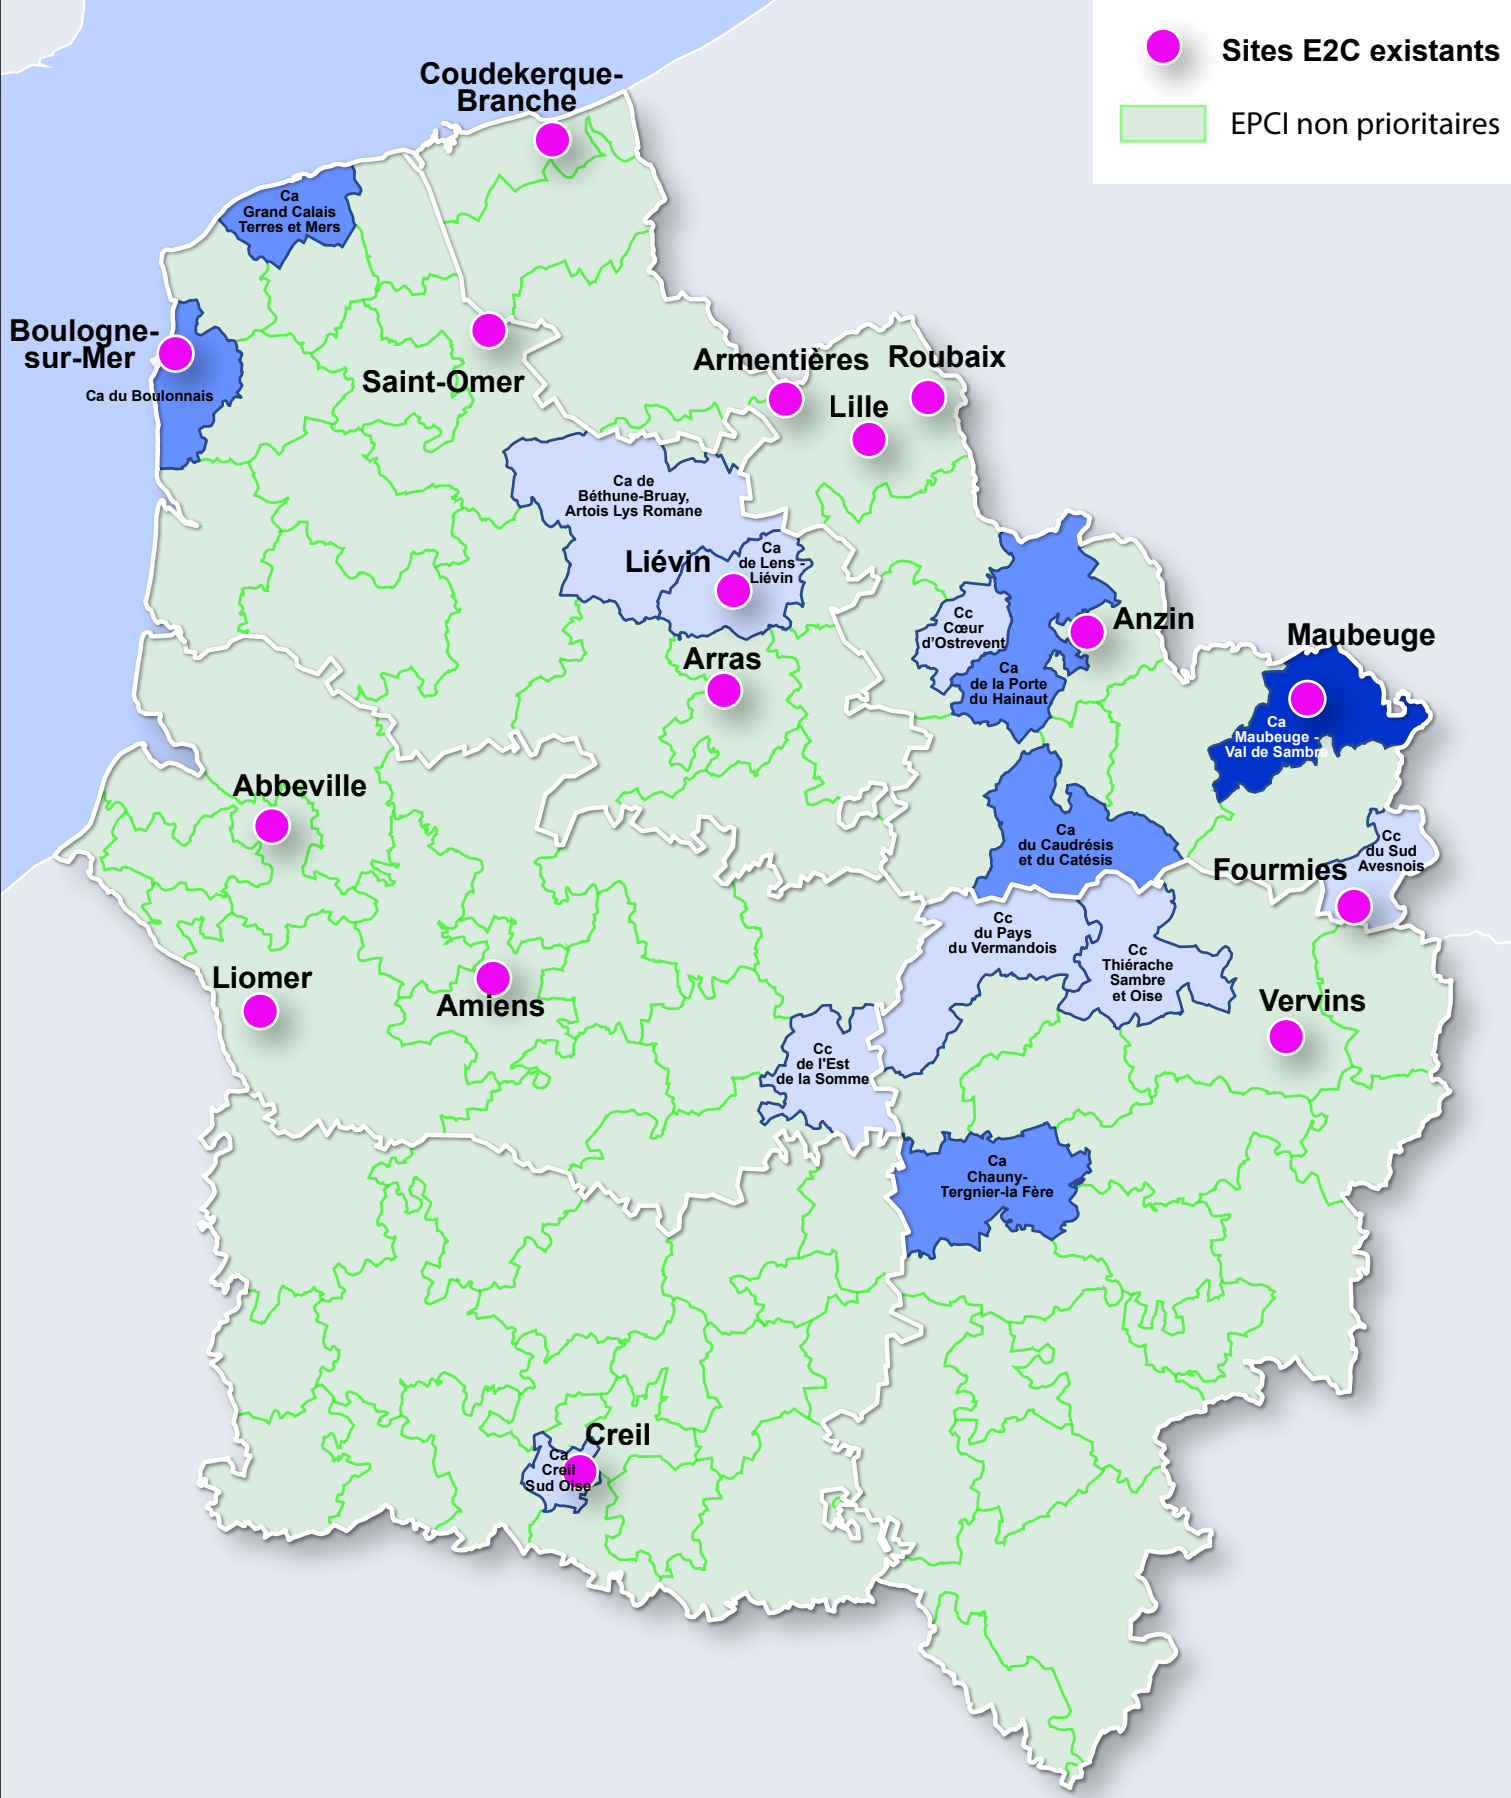 Sites E2C existants
EPCI non prioritaires
Coudekerque-
Branche
Ca
Grand Calais
Terres et Mers
Boulogne-
sur-Mer
Ca du Boulonnais
Saint-Omer
Armentières
Roubaix
Lille
Ca de
Béthune-Bruay,
Artois Lys Romane
Liévin
Ca
de Lens -
Liévin
Cc
Cœur
d'Ostrevent
Anzin
Ca
de la Porte
du Hainaut
Maubeuge
Ca
Maubeuge -
Val de Sambre
Arras
Abbeville
Ca
du Caudrésis
et du Catésis
Cc
du Sud
Avesnois
Fourmies
Cc
du Pays
du Vermandois
Cc
Thiérache
Sambre
et Oise
Liomer
Amiens
Vervins
Cc
de l'Est
de la Somme
Ca
Chauny-
Tergnier-la Fère
Creil
Ca
Creil
Sud Oise